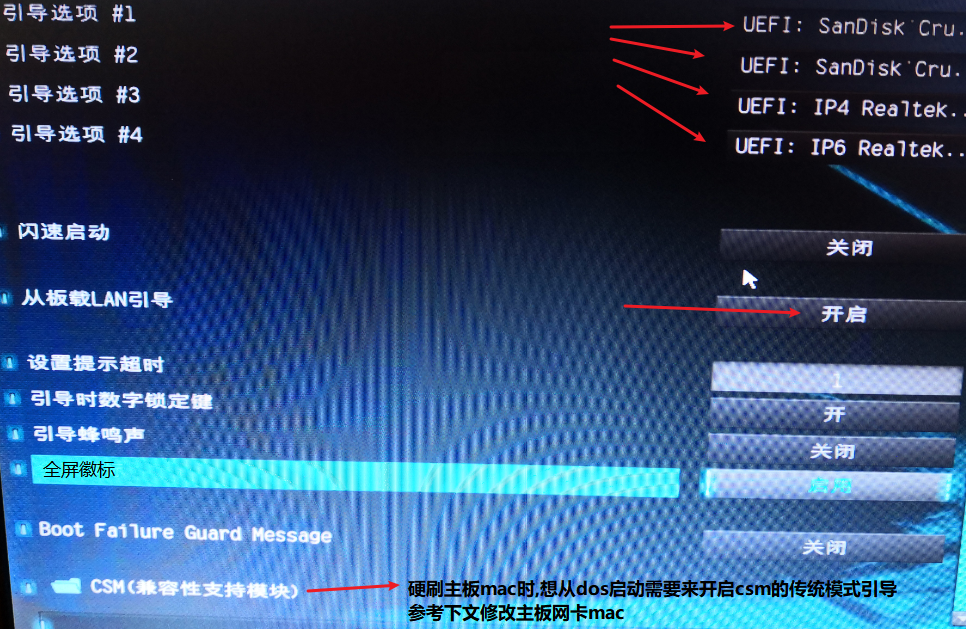 引导选项 #1 UEFI: SanDisk Cru.
引导选项 #2 UEFI: SanDisk Cru.
引导选项 #3 UEFI: IP4 Realtek..
引导选项 #4 UEFI: IP6 Realtek..
闪速启动 关闭
从板载LAN引导 开启
设置提示超时 1
引导时数字锁定键 开
引导蜂鸣声 关闭
全屏徽标 启用
Boot Failure Guard Message 关闭
CSM(兼容性支持模块) 硬刷主板mac时,想从dos启动需要来开启csm的传统模式引导
参考下文修改主板网卡mac